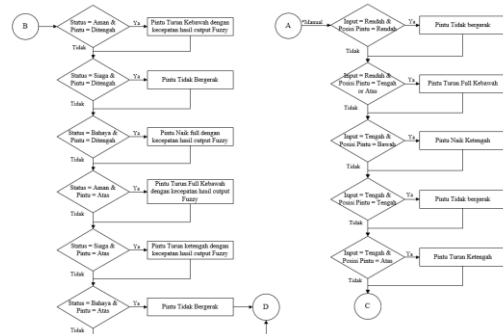 B
Status = Aman &
Pintu = Ditengah
Ya
Pintu Turun Kebawah dengan
kecepatan hasil output Fuzzy
Tidak
Status = Siaga &
Pintu = Ditengah
Ya
Pintu Tidak Bergerak
Tidak
Status = Bahaya &
Pintu = Ditengah
Ya
Pintu Naik full dengan
kecepatan hasil output
Fuzzy
Tidak
Status = Aman &
Pintu = Atas
Ya
Pintu Turun Full Kebawah
dengan kecepatan hasil output
Fuzzy
Tidak
Status = Siaga &
Pintu = Atas
Ya
Pintu Turun ketengah dengan
kecepatan hasil output Fuzzy
Tidak
Status = Bahaya &
Pintu = Atas
Ya
Pintu Tidak Bergerak
D
Tidak
A
*Manual
Input = Rendah &
Posisi Pintu = Rendah
Ya
Pintu tidak bergerak
Tidak
Input = Rendah &
Posisi Pintu = Tengah
or Atas
Ya
Pintu Turun Full Kebawah
Tidak
Input = Tengah &
Posisi Pintu = Bawah
Ya
Pintu Naik Ketengah
Tidak
Input = Tengah &
Posisi Pintu = Tengah
Ya
Pintu tidak bergerak
Tidak
Input = Tengah &
Posisi Pintu = Atas
Ya
Pintu Turun Ketengah
Tidak
C